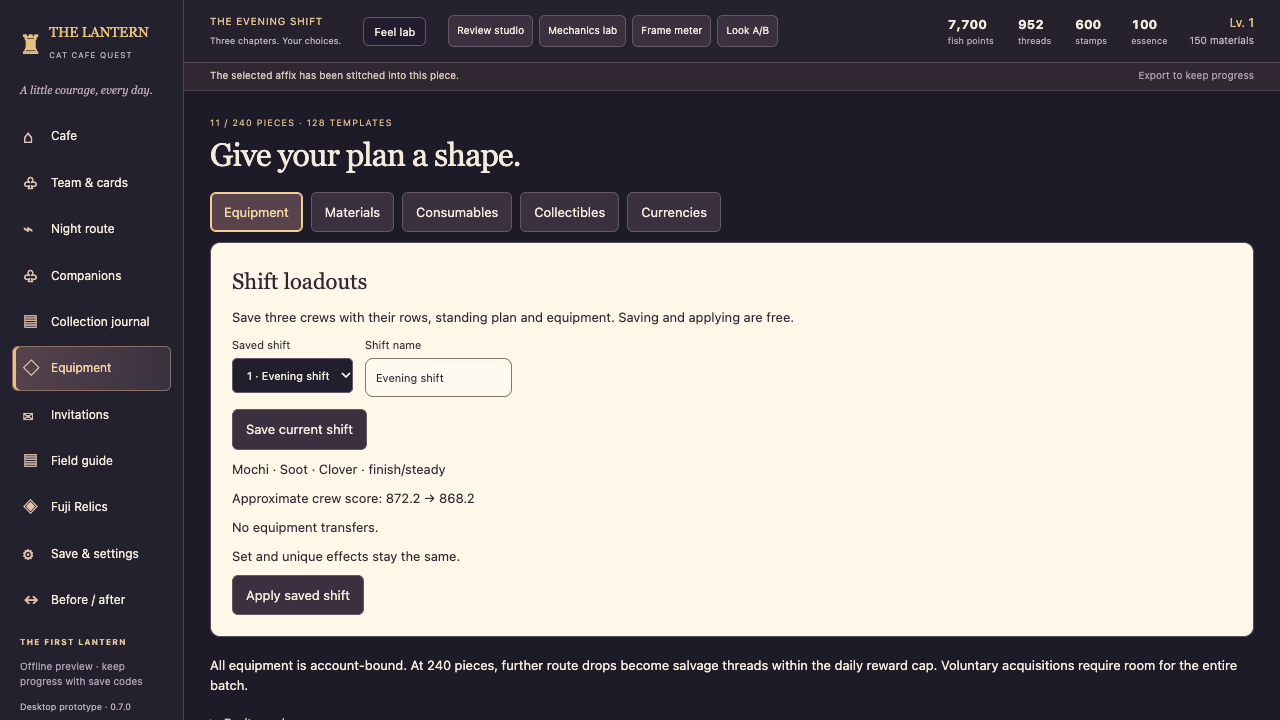 THE LANTERN
CAT CAFE QUEST
A little courage, every day.
Cafe
Team & cards
Night route
Companions
Collection journal
Equipment
Invitations
Field guide
Fuji Relics
Save & settings
Before / after
THE FIRST LANTERN
Offline preview · keep
progress with save codes
Desktop prototype · 0.7.0
THE EVENING SHIFT
Three chapters. Your choices.
Feel lab
Review studio
Mechanics lab
Frame meter
Look A/B
7,700
fish points
952
threads
600
stamps
100
essence
Lv. 1
150 materials
The selected affix has been stitched into this piece.
Export to keep progress
11 / 240 PIECES · 128 TEMPLATES
Give your plan a shape.
Equipment
Materials
Consumables
Collectibles
Currencies
Shift loadouts
Save three crews with their rows, standing plan and equipment. Saving and applying are free.
Saved shift
Shift name
1 · Evening shift
Evening shift
Save current shift
Mochi · Soot · Clover · finish/steady
Approximate crew score: 872.2 → 868.2
No equipment transfers.
Set and unique effects stay the same.
Apply saved shift
All equipment is account-bound. At 240 pieces, further route drops become salvage threads within the daily reward cap. Voluntary acquisitions require room for the entire
batch.